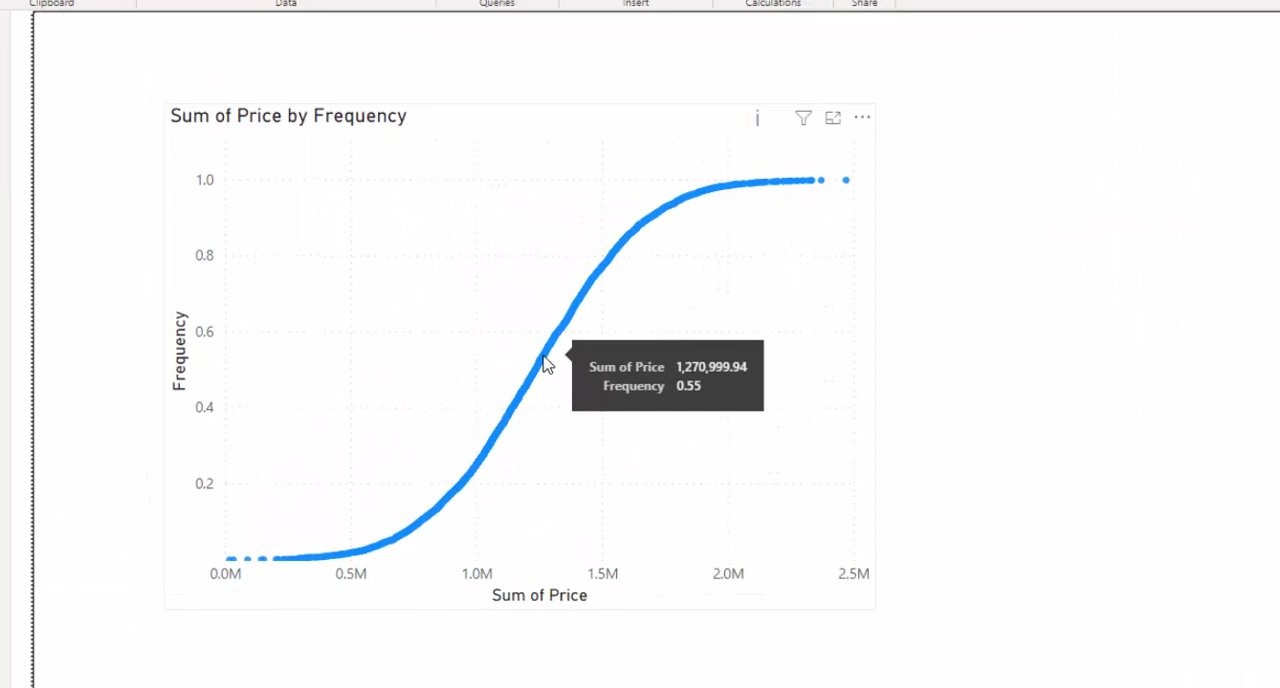 Clipboard Data Queries Insert Calculations Share
Sum of Price by Frequency
1.0
0.8
0.6
0.4
0.2
Frequency
Sum of Price 1,270,999.94
Frequency 0.55
0.0M 0.5M 1.0M 1.5M 2.0M 2.5M
Sum of Price